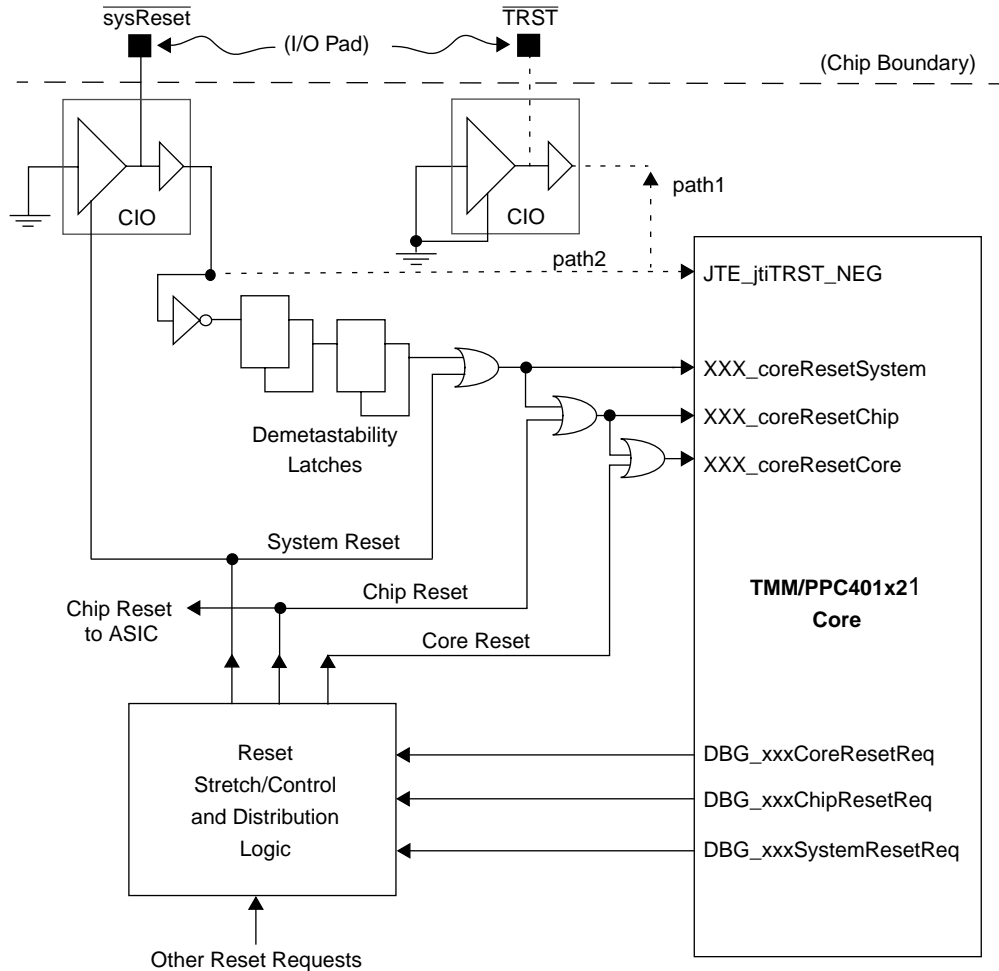 sysReset
TRST
(I/O Pad)
(Chip Boundary)
CIO
CIO
path1
path2
JTE_jtiTRST_NEG
XXX_coreResetSystem
XXX_coreResetChip
XXX_coreResetCore
Demetastability
Latches
System Reset
Chip Reset
Chip Reset
to ASIC
Core Reset
TMM/PPC401x21
Core
Reset
Stretch/Control
and Distribution
Logic
DBG_xxxCoreResetReq
DBG_xxxChipResetReq
DBG_xxxSystemResetReq
Other Reset Requests